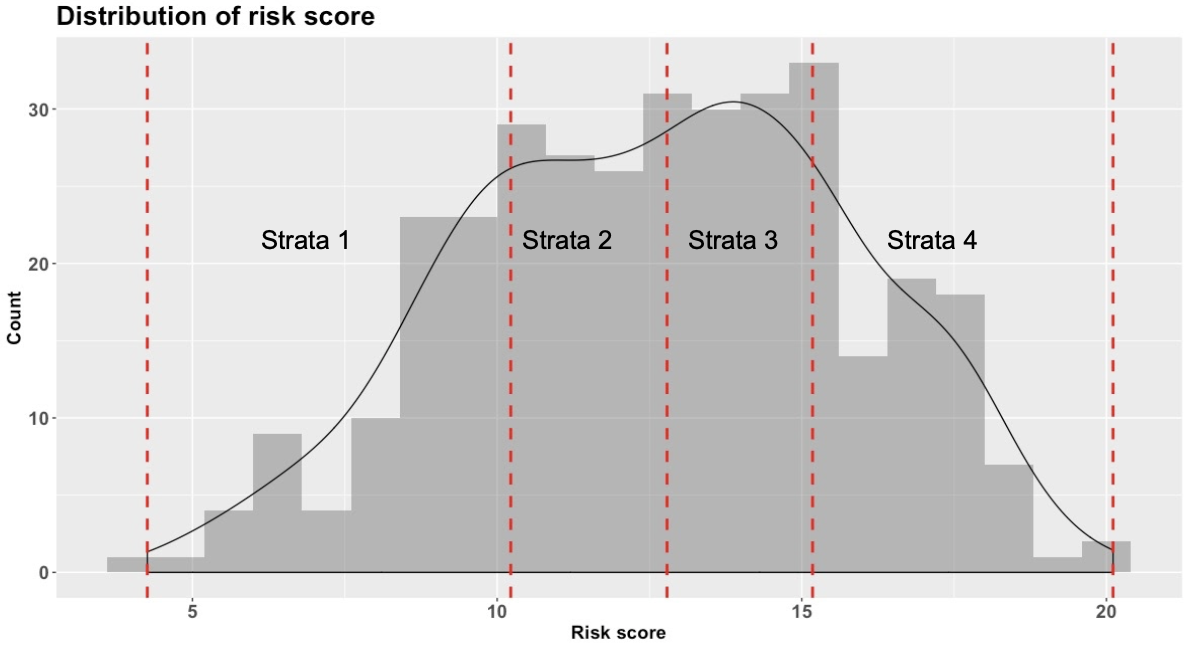 Distribution of risk score
30
20
10
0
Count
Strata 1
Strata 2
Strata 3
Strata 4
5
10
15
20
Risk score